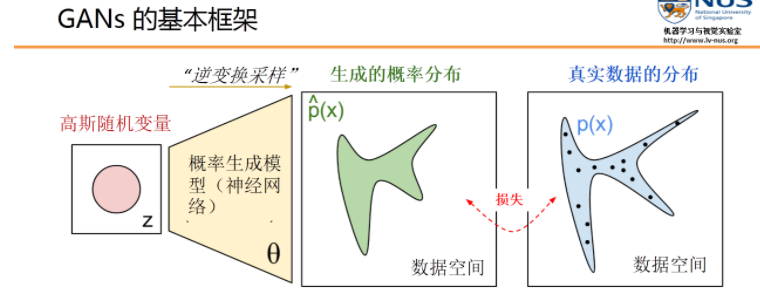 GANs 的基本框架
NUS
National University
of Singapore
机器学习与视觉实验室
http://www.lv-nus.org
“逆变换采样”
生成的概率分布
真实数据的分布
高斯随机变量
p̂(x)
p(x)
概率生成模
型（神经网
络）
z
θ
损失
数据空间
数据空间